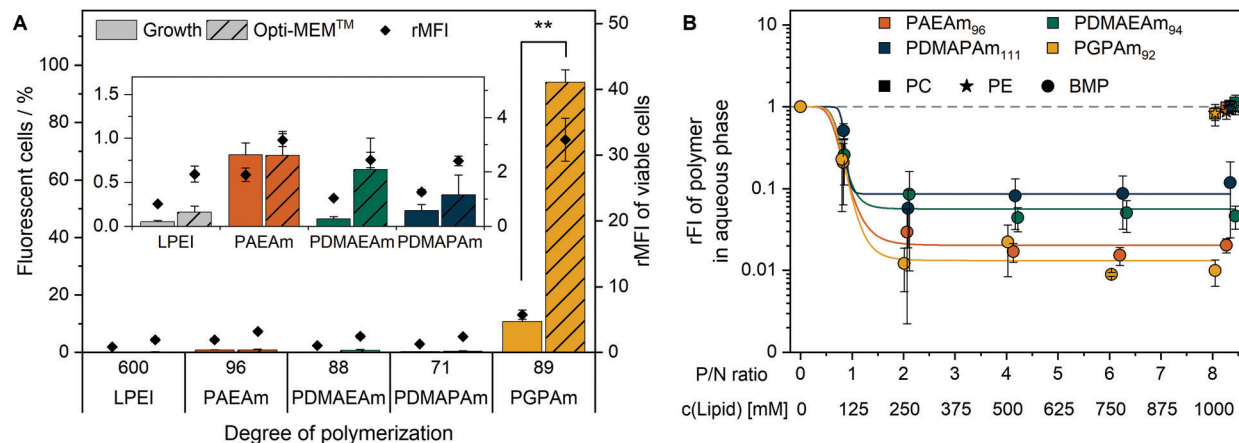 A
Growth
Opti-MEM™
rMFI
**
Fluorescent cells / %
100
80
60
40
20
0
1.5
1.0
0.5
0.0
4
2
0
LPEI
PAEAm
PDMAEAm
PDMAPAm
50
40
30
20
10
0
rMFI of viable cells
600
96
88
71
89
LPEI
PAEAm
PDMAEAm
PDMAPAm
PGPAm
Degree of polymerization
B
PAEAm96
PDMAEAm94
PDMAPAm111
PGPAm92
PC
PE
BMP
rFI of polymer
in aqueous phase
10
1
0.1
0.01
0
P/N ratio
0 1 2 3 4 5 6 7 8
c(Lipid) [mM]
0 125 250 375 500 625 750 875 1000